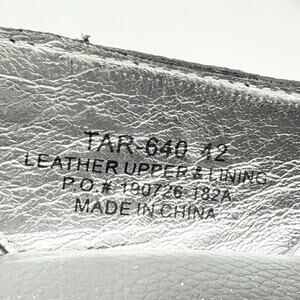 TAR-640 42
LEATHER UPPER & LINING
P.O.# 190726-182A
MADE IN CHINA